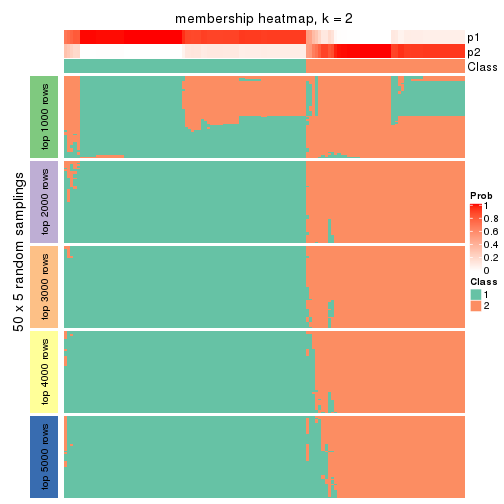 membership heatmap, k = 2
p1
p2
Class
50 x 5 random samplings
top 1000 rows
top 2000 rows
top 3000 rows
top 4000 rows
top 5000 rows
Prob
1
0.8
0.6
0.4
0.2
0
Class
1
2